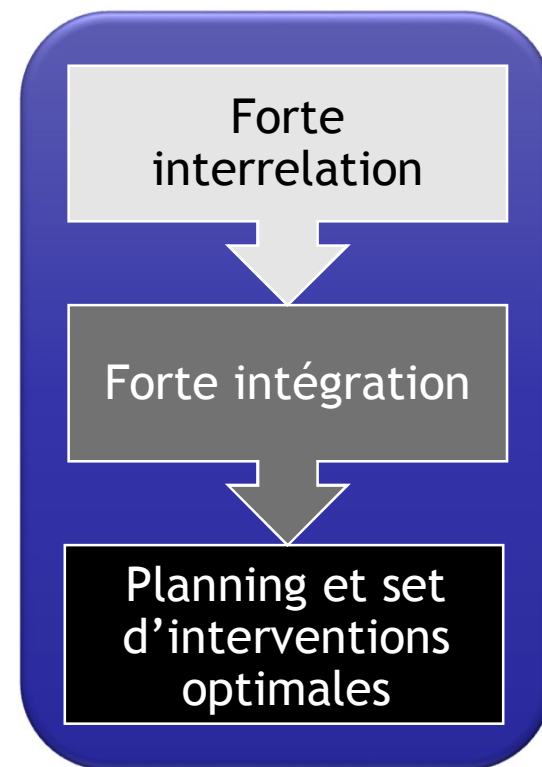 Forte
interrelation
Forte intégration
Planning et set
d’interventions
optimales